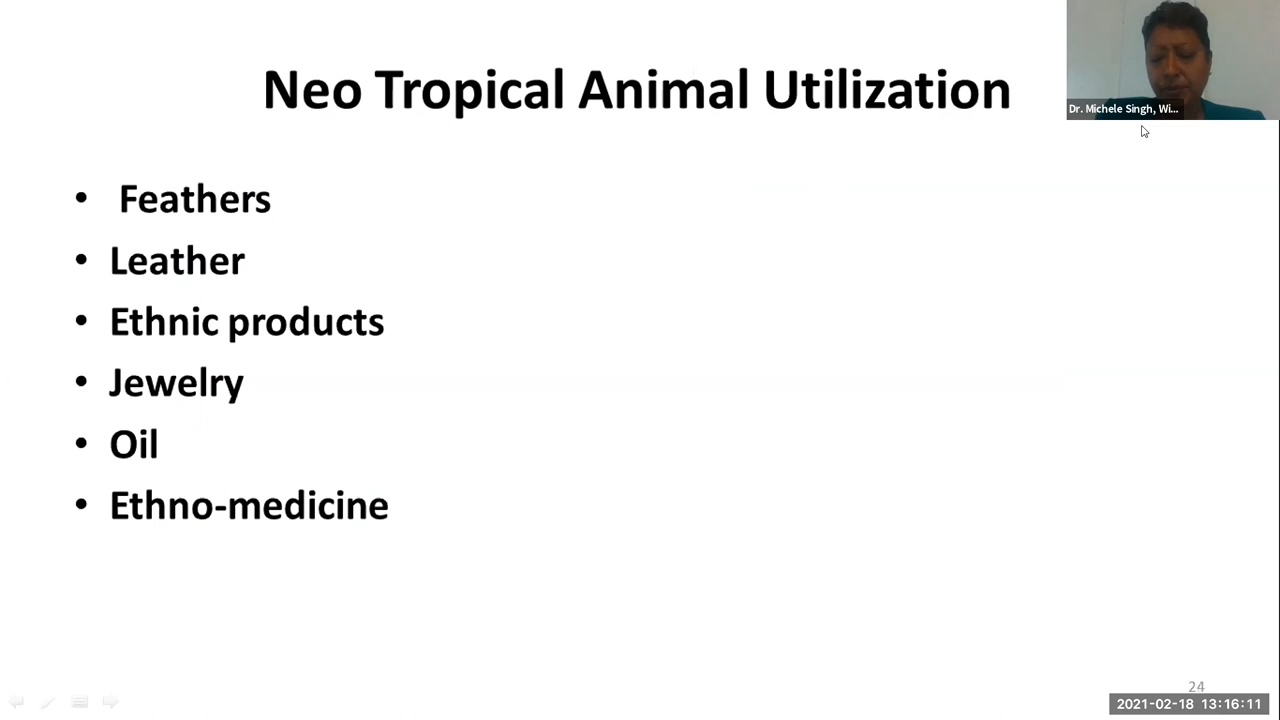 Neo Tropical Animal Utilization
Dr. Michele Singh, Wi...
• Feathers
• Leather
• Ethnic products
• Jewelry
• Oil
• Ethno-medicine
24
2021-02-18 13:16:11